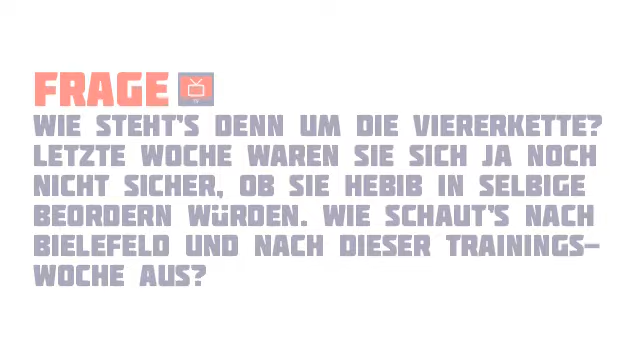 FRAGE TV
WIE STEHT'S DENN UM DIE VIERERKETTE?
LETZTE WOCHE WAREN SIE SICH JA NOCH
NICHT SICHER, OB SIE HEBIB IN SELBIGE
BEORDERN WÜRDEN. WIE SCHAUT'S NACH
BIELEFELD UND NACH DIESER TRAININGS-
WOCHE AUS?